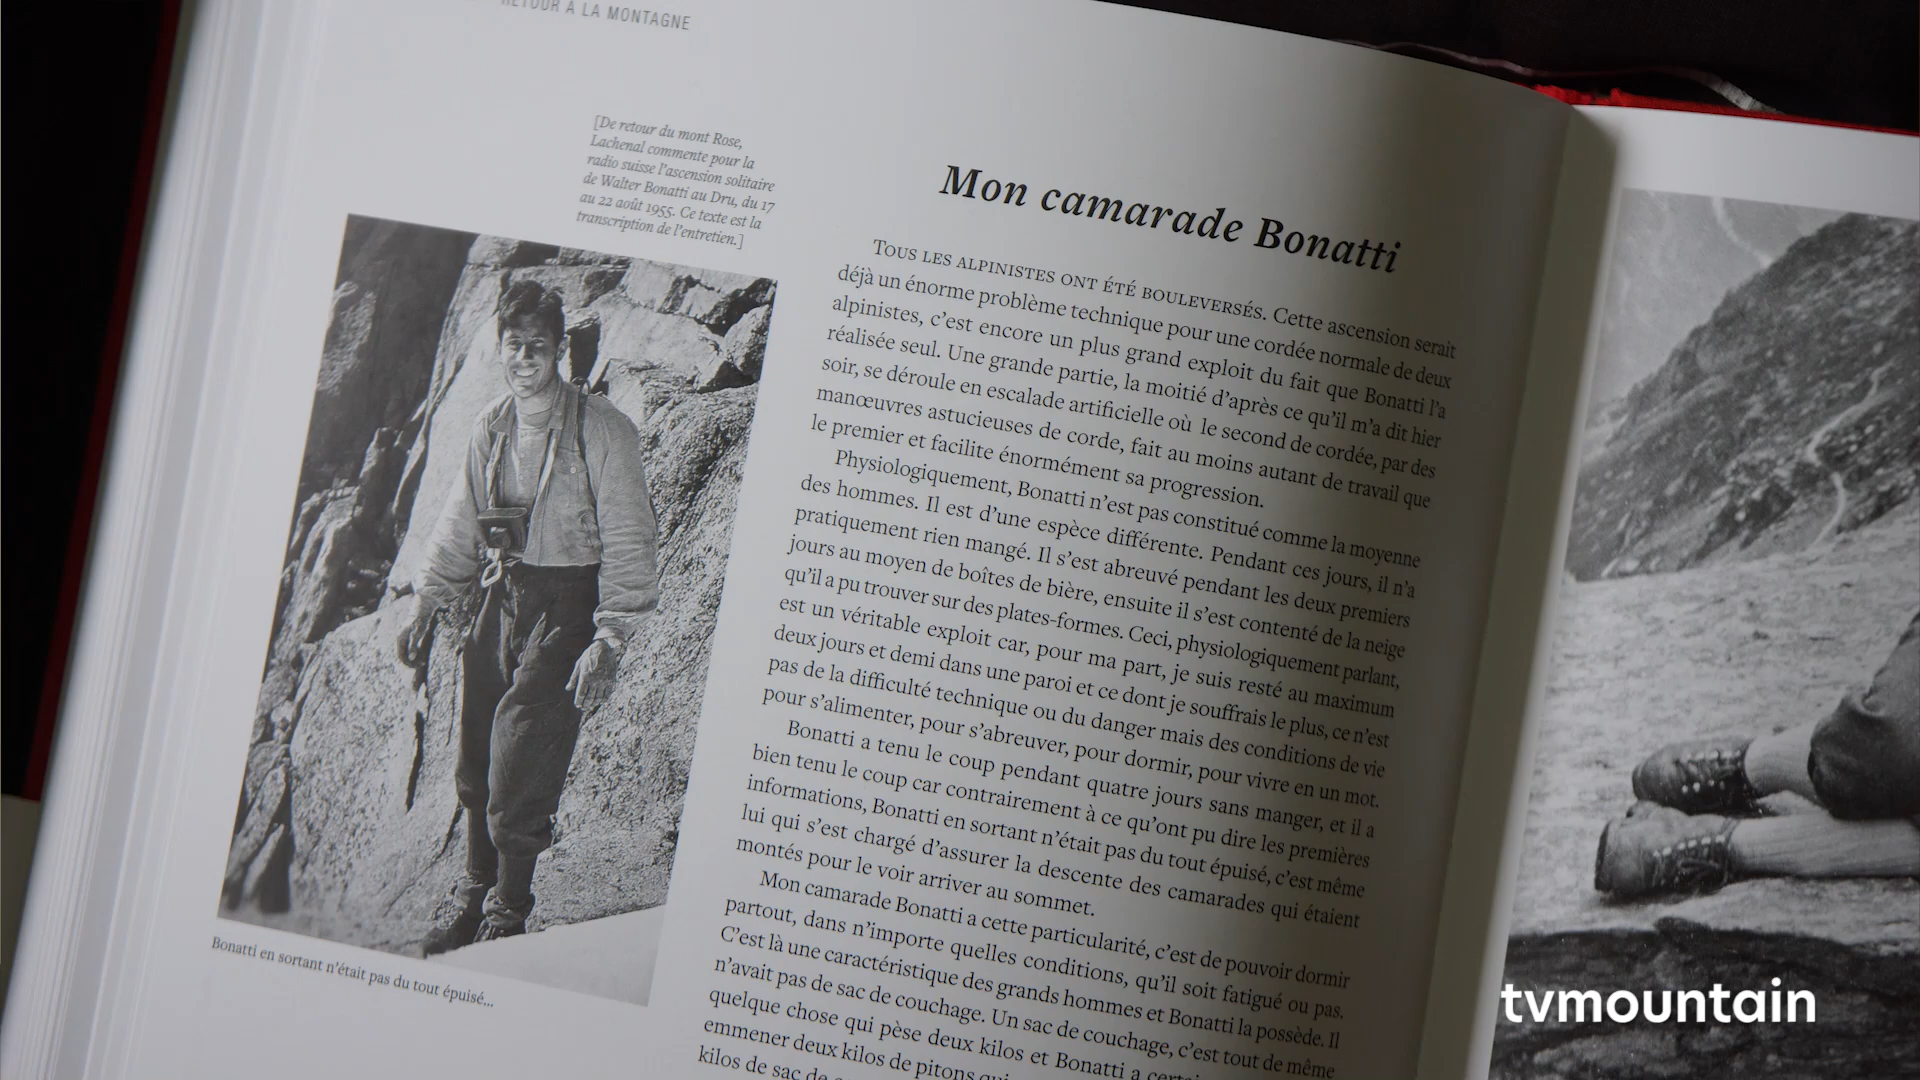 RETOUR À LA MONTAGNE
[De retour du mont Rose,
Lachenal commente pour la
radio suisse l'ascension solitaire
de Walter Bonatti au Dru, du 17
au 22 août 1955. Ce texte est la
transcription de l'entretien.]
Mon camarade Bonatti
TOUS LES ALPINISTES ONT ÉTÉ BOULEVERSÉS. Cette ascension serait
déjà un énorme problème technique pour une cordée normale de deux
alpinistes, c'est encore un plus grand exploit du fait que Bonatti l'a
réalisée seul. Une grande partie, la moitié d'après ce qu'il m'a dit hier
soir, se déroule en escalade artificielle où le second de cordée, par des
manœuvres astucieuses de corde, fait au moins autant de travail que
le premier et facilite énormément sa progression.
Physiologiquement, Bonatti n'est pas constitué comme la moyenne
des hommes. Il est d'une espèce différente. Pendant ces jours, il n'a
pratiquement rien mangé. Il s'est abreuvé pendant les deux premiers
jours au moyen de boîtes de bière, ensuite il s'est contenté de la neige
qu'il a pu trouver sur des plates-formes. Ceci, physiologiquement parlant,
est un véritable exploit car, pour ma part, je suis resté au maximum
deux jours et demi dans une paroi et ce dont je souffrais le plus, ce n'est
pas de la difficulté technique ou du danger mais des conditions de vie
pour s'alimenter, pour s'abreuver, pour dormir, pour vivre en un mot.
Bonatti a tenu le coup pendant quatre jours sans manger, et il a
bien tenu le coup car contrairement à ce qu'ont pu dire les premières
informations, Bonatti en sortant n'était pas du tout épuisé, c'est même
lui qui s'est chargé d'assurer la descente des camarades qui étaient
montés pour le voir arriver au sommet.
Mon camarade Bonatti a cette particularité, c'est de pouvoir dormir
partout, dans n'importe quelles conditions, qu'il soit fatigué ou pas.
C'est là une caractéristique des grands hommes et Bonatti la possède. Il
n'avait pas de sac de couchage. Un sac de couchage, c'est tout de même
quelque chose qui pèse deux kilos et Bonatti a
emmener deux kilos de pitons
kilos de sac de
Bonatti en sortant n'était pas du tout épuisé...
tvmountain